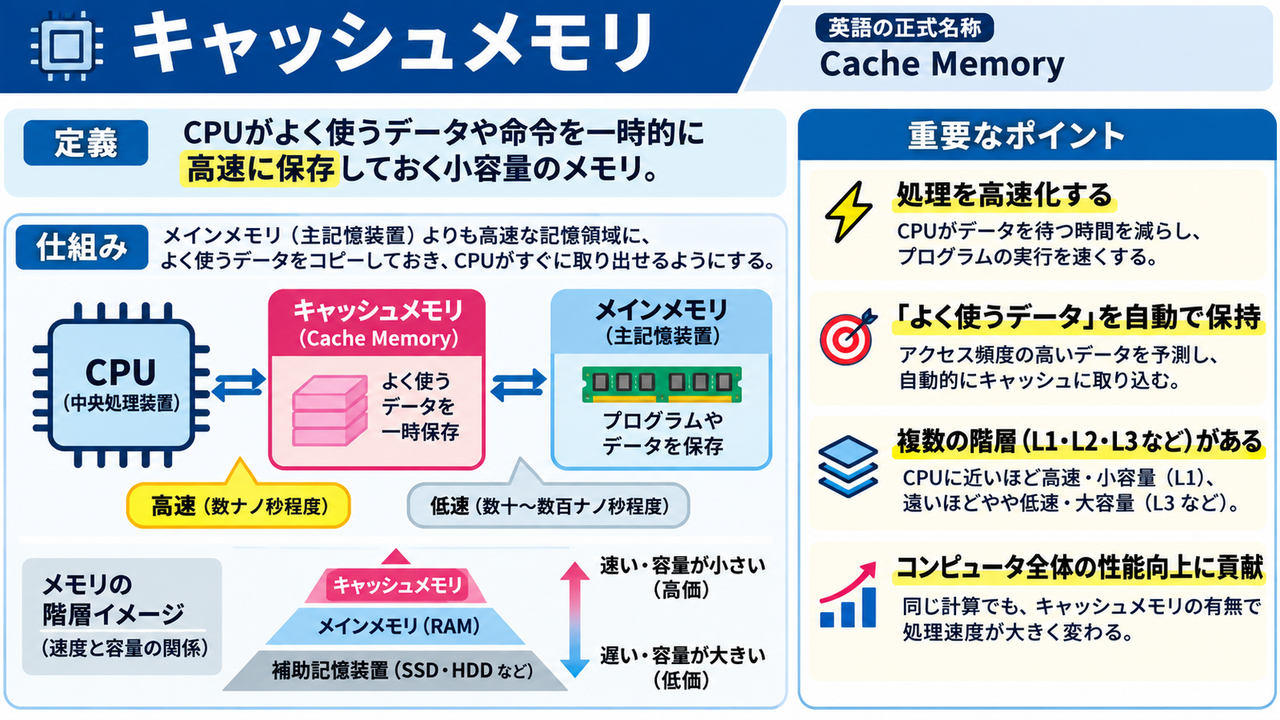 キャッシュメモリ
英語の正式名称
Cache Memory
定義
CPUがよく使うデータや命令を一時的に
高速に保存しておく小容量のメモリ。
仕組み
メインメモリ（主記憶装置）よりも高速な記憶領域に、
よく使うデータをコピーしておき、CPUがすぐに取り出せるようにする。
CPU
（中央処理装置）
キャッシュメモリ
（Cache Memory）
よく使う
データを
一時保存
メインメモリ
（主記憶装置）
プログラムや
データを保存
高速（数ナノ秒程度）
低速（数十～数百ナノ秒程度）
メモリの
階層イメージ
（速度と容量の関係）
キャッシュメモリ
メインメモリ（RAM）
補助記憶装置（SSD・HDD など）
速い・容量が小さい
（高価）
遅い・容量が大きい
（低価）
重要なポイント
処理を高速化する
CPUがデータを待つ時間を減らし、
プログラムの実行を速くする。
「よく使うデータ」を自動で保持
アクセス頻度の高いデータを予測し、
自動的にキャッシュに取り込む。
複数の階層（L1・L2・L3 など）がある
CPUに近いほど高速・小容量（L1）、
遠いほどやや低速・大容量（L3 など）。
コンピュータ全体の性能向上に貢献
同じ計算でも、キャッシュメモリの有無で
処理速度が大きく変わる。